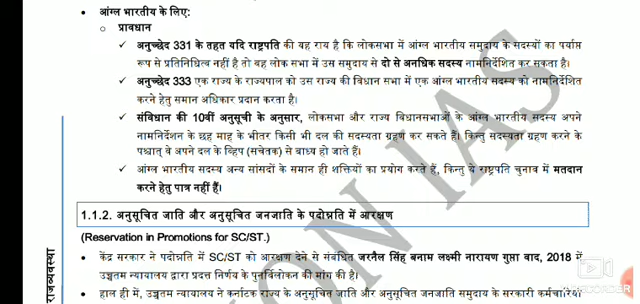 • आंग्ल भारतीय के लिए:
○ प्रावधान
✓ अनुच्छेद 331 के तहत यदि राष्ट्रपति की यह राय है कि लोकसभा में आंग्ल भारतीय समुदाय के सदस्यों का पर्याप्त
रूप से प्रतिनिधित्व नहीं है तो वह लोक सभा में उस समुदाय से दो से अनधिक सदस्य नामनिर्देशित कर सकता है।
✓ अनुच्छेद 333 एक राज्य के राज्यपाल को उस राज्य की विधान सभा में एक आंग्ल भारतीय सदस्य को नामनिर्देशित
करने हेतु समान अधिकार प्रदान करता है।
✓ संविधान की 10वीं अनुसूची के अनुसार, लोकसभा और राज्य विधानसभाओं के आंग्ल भारतीय सदस्य अपने
नामनिर्देशन के छह माह के भीतर किसी भी दल की सदस्यता ग्रहण कर सकते हैं। किन्तु सदस्यता ग्रहण करने के
पश्चात् वे अपने दल के व्हिप (सचेतक) से बाध्य हो जाते हैं।
✓ आंग्ल भारतीय सदस्य अन्य सांसदों के समान ही शक्तियों का प्रयोग करते हैं, किन्तु ये राष्ट्रपति चुनाव में मतदान
करने हेतु पात्र नहीं हैं।
1.1.2. अनुसूचित जाति और अनुसूचित जनजाति के पदोन्नति में आरक्षण
(Reservation in Promotions for SC/ST.)
• केंद्र सरकार ने पदोन्नति में SC/ST को आरक्षण देने से संबंधित जरनैल सिंह बनाम लक्ष्मी नारायण गुप्ता वाद, 2018 में
उच्चतम न्यायालय द्वारा प्रदत्त निर्णय के पुनर्विलोकन की मांग की है।
• हाल ही में, उच्चतम न्यायालय ने कर्नाटक राज्य के अनुसूचित जाति और अनुसूचित जनजाति समुदाय के सरकारी कर्मचारियों
राजव्यवस्था
ION IAS